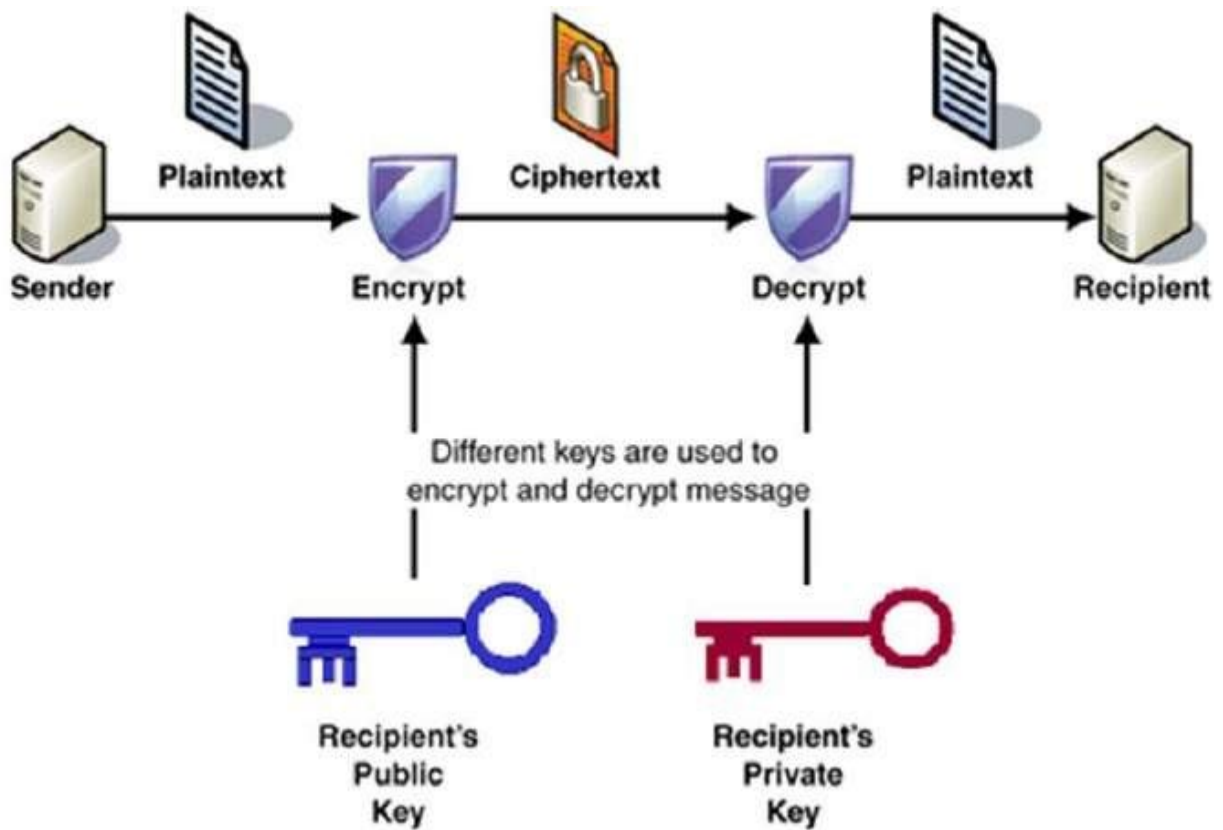 Plaintext
Ciphertext
Plaintext
Sender
Encrypt
Decrypt
Recipient
Different keys are used to
encrypt and decrypt message
Recipient's
Public
Key
Recipient's
Private
Key